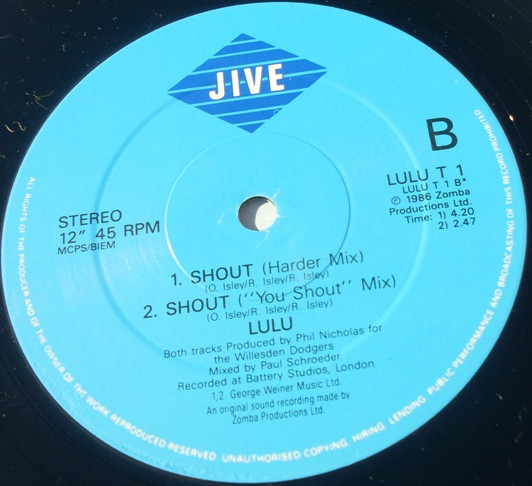 JIVE
B
STEREO
12" 45 RPM
MCPS/BIEM
LULU T 1
LULU T 1 B*
℗ 1986 Zomba
Productions Ltd.
Time: 1) 4.20
2) 2.47
1. SHOUT (Harder Mix)
(O. Isley/R. Isley/R. Isley)
2. SHOUT ("You Shout" Mix)
(O. Isley/R. Isley/R. Isley)
LULU
Both tracks Produced by Phil Nicholas for
the Willesden Dodgers
Mixed by Paul Schroeder
Recorded at Battery Studios, London
1,2. George Weiner Music Ltd.
An original sound recording made by
Zomba Productions Ltd.
ALL RIGHTS OF THE PRODUCER AND OF THE OWNER OF THE WORK REPRODUCED RESERVED. UNAUTHORISED COPYING, HIRING, LENDING, PUBLIC PERFORMANCE AND BROADCASTING OF THIS RECORD PROHIBITED